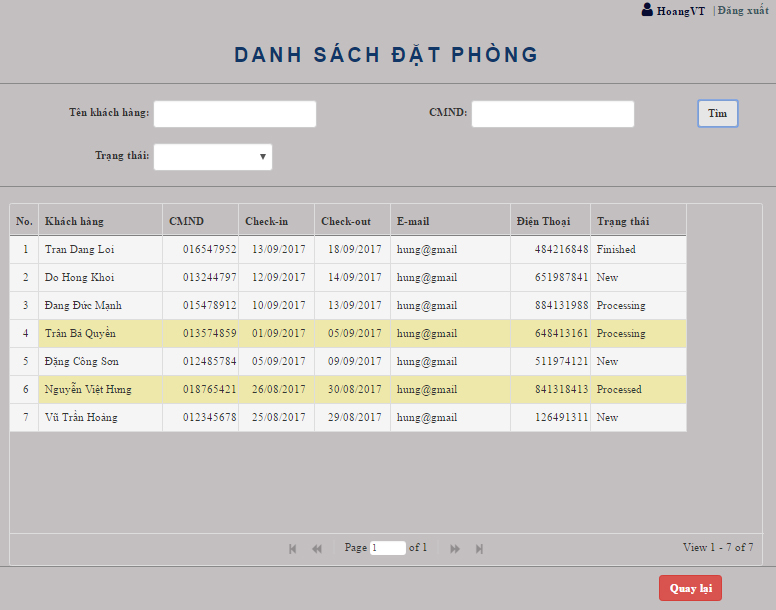 HoangVT | Đăng xuất
DANH SÁCH ĐẶT PHÒNG
Tên khách hàng: CMND: Tìm
Trạng thái:
No. Khách hàng CMND Check-in Check-out E-mail Điện Thoại Trạng thái
1 Tran Dang Loi 016547952 13/09/2017 18/09/2017 hung@gmail 484216848 Finished
2 Do Hong Khoi 013244797 12/09/2017 14/09/2017 hung@gmail 651987841 New
3 Đang Đức Mạnh 015478912 10/09/2017 13/09/2017 hung@gmail 884131988 Processing
4 Trần Bá Quyền 013574859 01/09/2017 05/09/2017 hung@gmail 648413161 Processing
5 Đặng Công Sơn 012485784 05/09/2017 09/09/2017 hung@gmail 511974121 New
6 Nguyễn Việt Hưng 018765421 26/08/2017 30/08/2017 hung@gmail 841318413 Processed
7 Vũ Trần Hoàng 012345678 25/08/2017 29/08/2017 hung@gmail 126491311 New
Page 1 of 1 View 1 - 7 of 7
Quay lại